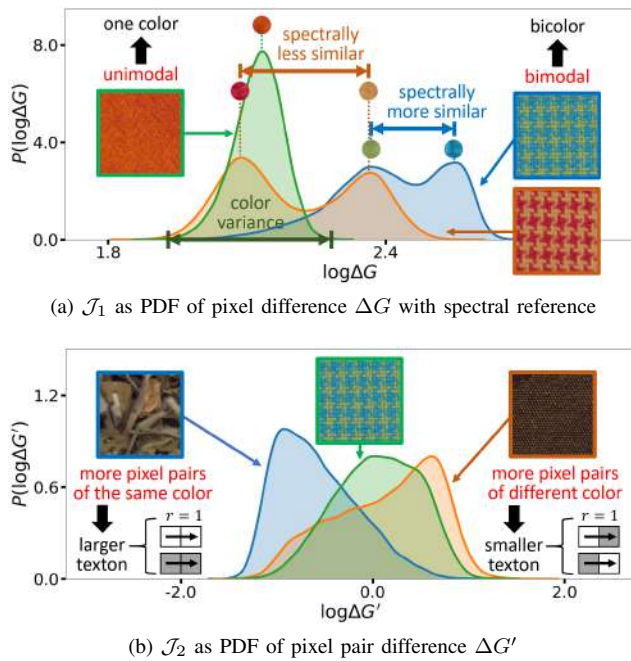 one color
unimodal
spectrally
less similar
spectrally
more similar
bicolor
bimodal
color
variance
P(logΔG)
8.0
4.0
0.0
1.8
2.4
logΔG
(a) 𝒥₁ as PDF of pixel difference ΔG with spectral reference
P(logΔG′)
1.2
0.6
0.0
more pixel pairs
of the same color
larger
texton
r = 1
more pixel pairs
of different color
smaller
texton
r = 1
-2.0
0.0
2.0
logΔG′
(b) 𝒥₂ as PDF of pixel pair difference ΔG′